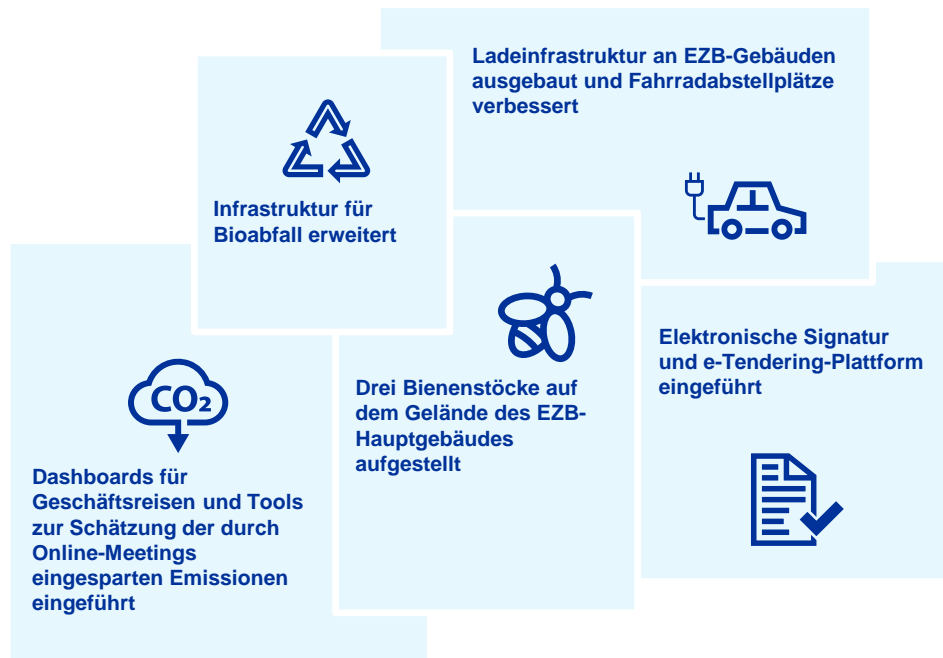 Ladeinfrastruktur an EZB-Gebäuden
ausgebaut und Fahrradabstellplätze
verbessert
Infrastruktur für
Bioabfall erweitert
Elektronische Signatur
und e-Tendering-Plattform
eingeführt
Drei Bienenstöcke auf
dem Gelände des EZB-
Hauptgebäudes
aufgestellt
CO2
Dashboards für
Geschäftsreisen und Tools
zur Schätzung der durch
Online-Meetings
eingesparten Emissionen
eingeführt